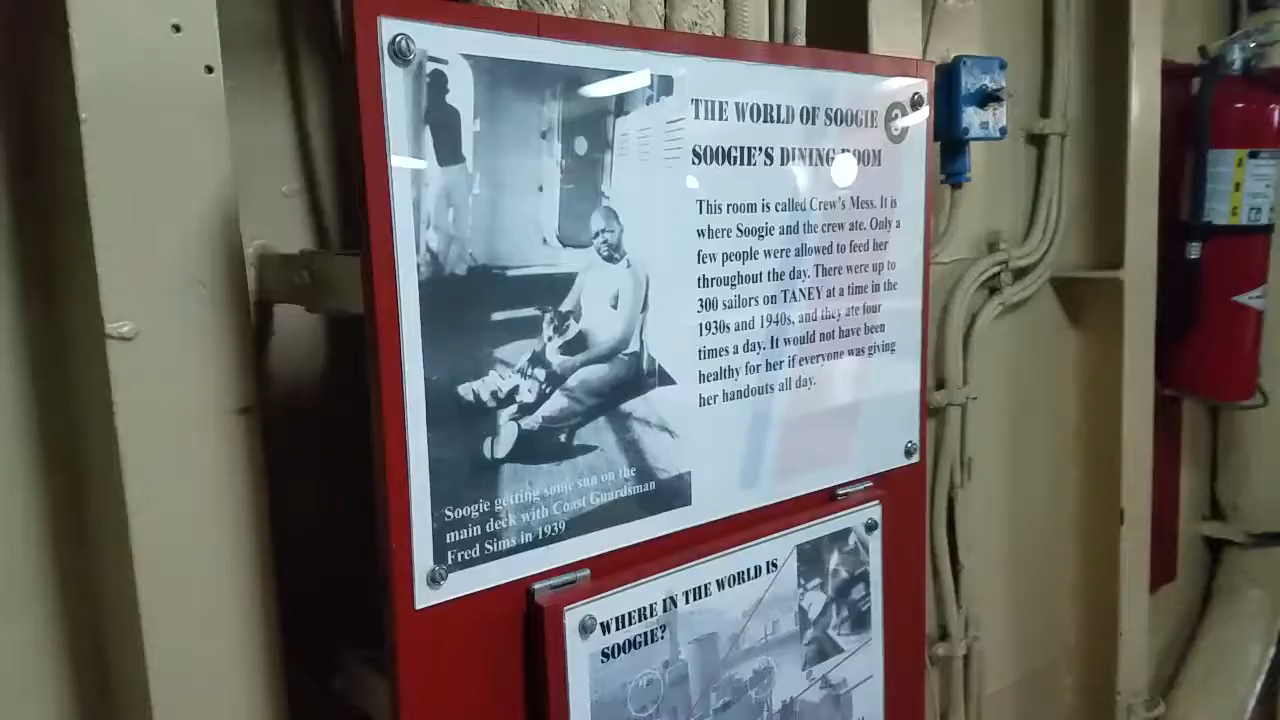 THE WORLD OF SOOGIE
SOOGIE'S DINING ROOM
This room is called Crew's Mess. It is
where Soogie and the crew ate. Only a
few people were allowed to feed her
throughout the day. There were up to
300 sailors on TANEY at a time in the
1930s and 1940s, and they ate four
times a day. It would not have been
healthy for her if everyone was giving
her handouts all day.
Soogie getting some sun on the
main deck with Coast Guardsman
Fred Sims in 1939
WHERE IN THE WORLD IS
SOOGIE?